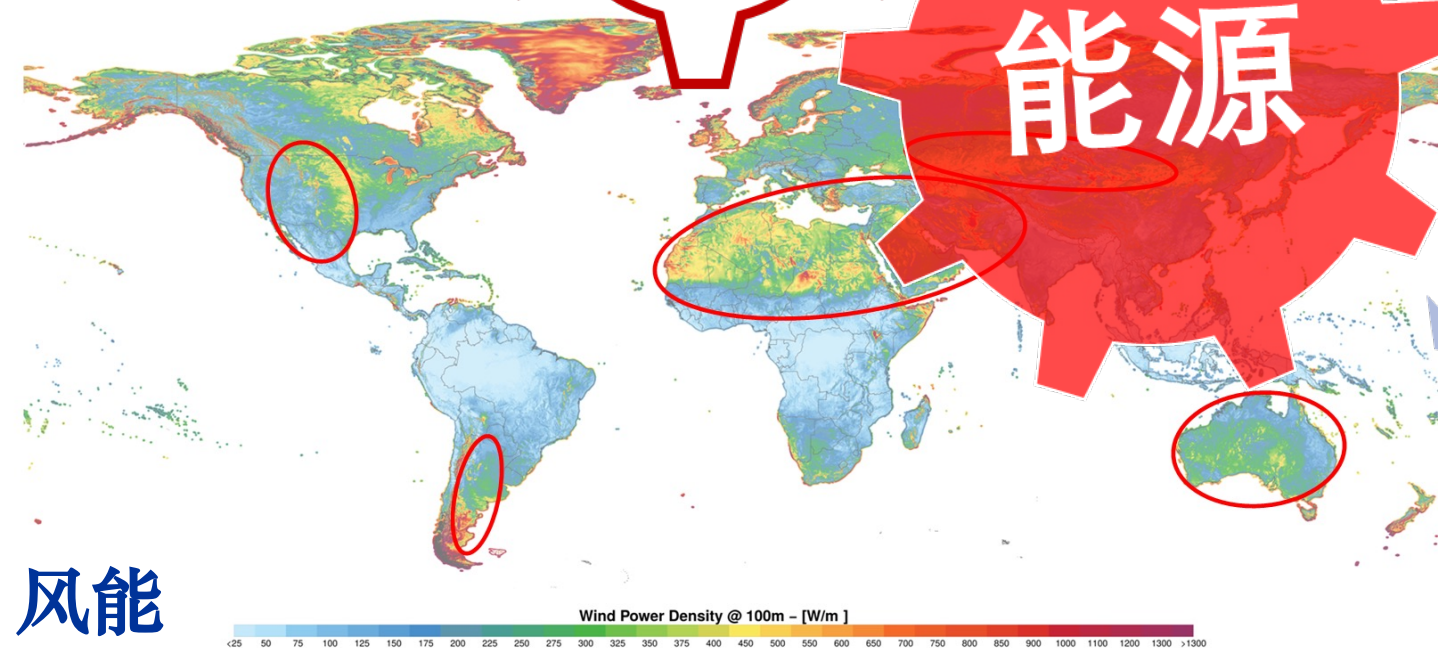 能源
风能
Wind Power Density @ 100m – [W/m ]
<25 50 75 100 125 150 175 200 225 250 275 300 325 350 375 400 450 500 550 600 650 700 750 800 850 900 1000 1100 1200 1300 >1300